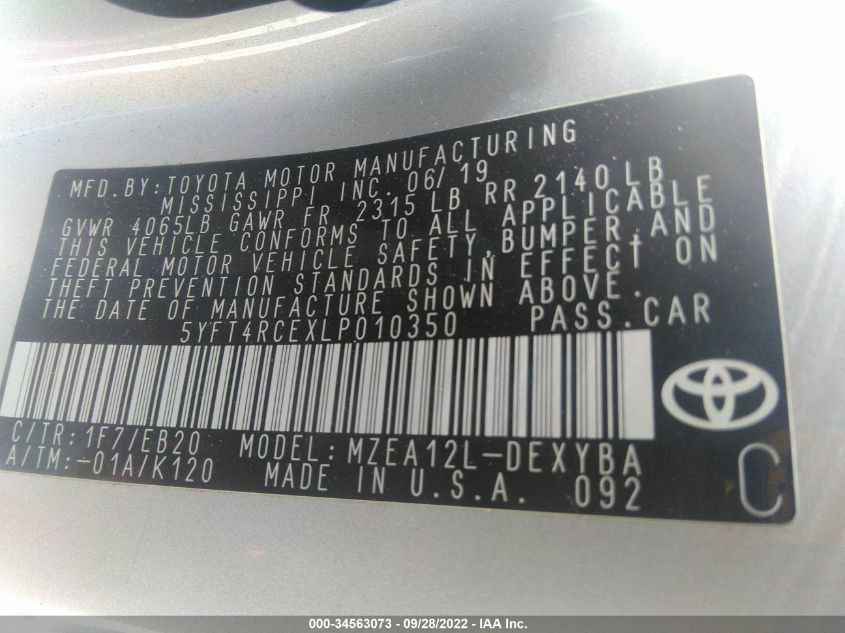 MFD.BY:TOYOTA MOTOR MANUFACTURING
MISSISSIPPI INC. 06/19
GVWR 4065LB GAWR FR 2315 LB RR 2140LB
THIS VEHICLE CONFORMS TO ALL APPLICABLE
FEDERAL MOTOR VEHICLE SAFETY,BUMPER,AND
THEFT PREVENTION STANDARDS IN EFFECT ON
THE DATE OF MANUFACTURE SHOWN ABOVE.
5YFT4RCEXLP010350 PASS.CAR
C/TR:1F7/EB20 MODEL:MZEA12L-DEXYBA
A/TM:-01A/K120 MADE IN U.S.A. 092
C
000-34563073 - 09/28/2022 - IAA Inc.